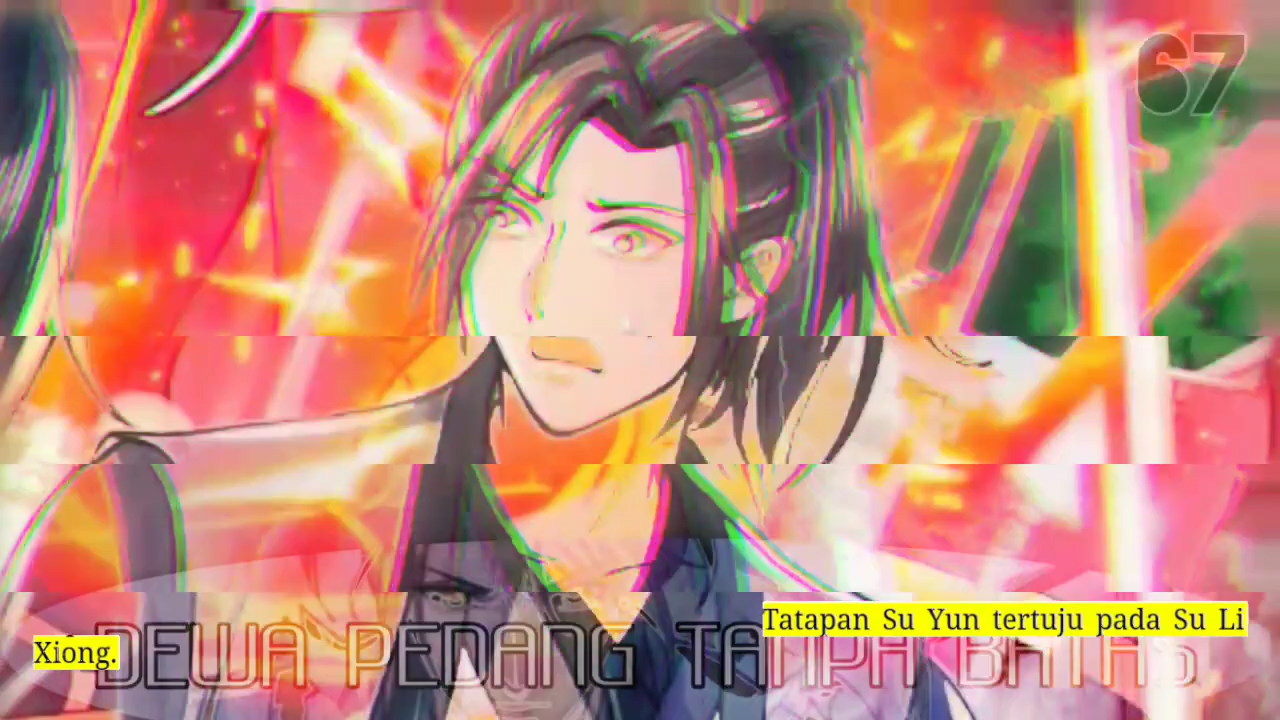 67
Tatapan Su Yun tertuju pada Su Li
Xiong.
DEWA PEDANG TANPA BATAS